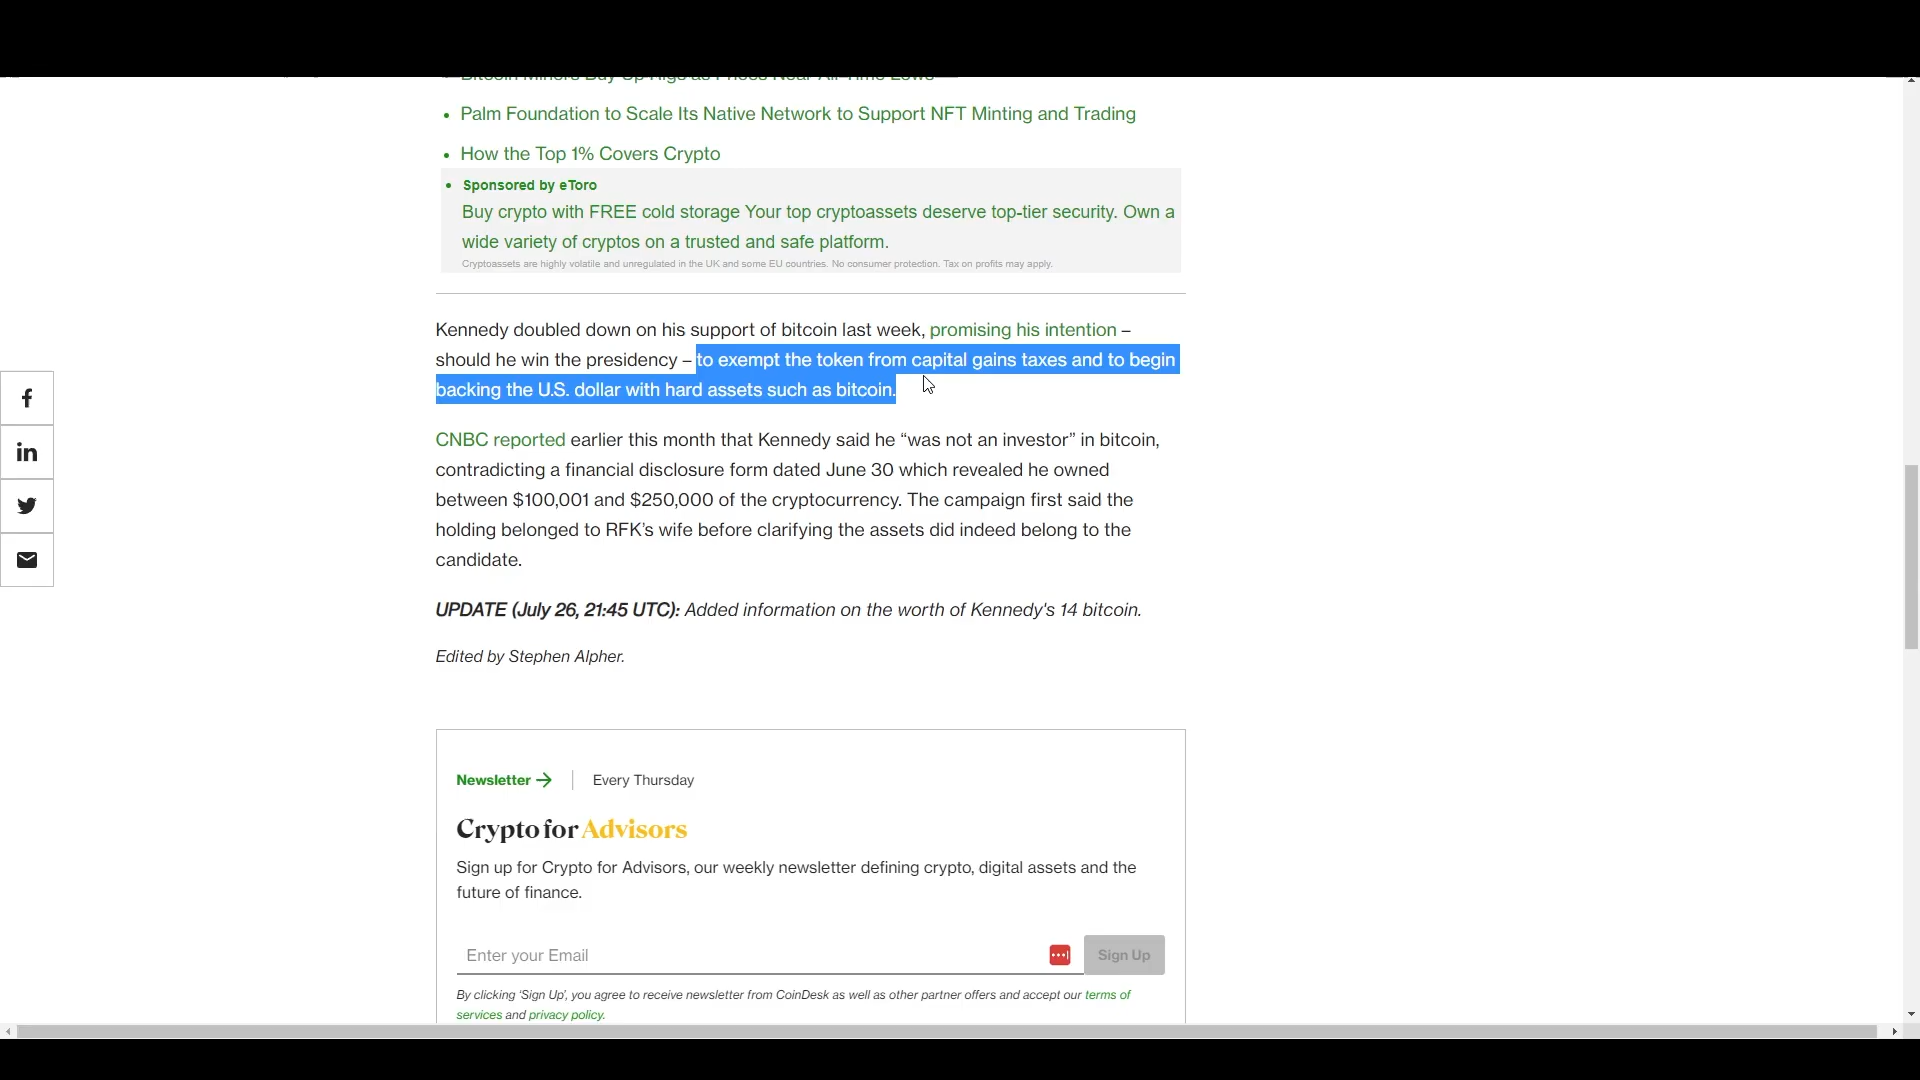 Bitcoin Miners Buy Up Rigs as Prices Near All-Time Lows
Palm Foundation to Scale Its Native Network to Support NFT Minting and Trading
How the Top 1% Covers Crypto
Sponsored by eToro
Buy crypto with FREE cold storage Your top cryptoassets deserve top-tier security. Own a
wide variety of cryptos on a trusted and safe platform.
Cryptoassets are highly volatile and unregulated in the UK and some EU countries. No consumer protection. Tax on profits may apply.
Kennedy doubled down on his support of bitcoin last week, promising his intention –
should he win the presidency – to exempt the token from capital gains taxes and to begin
backing the U.S. dollar with hard assets such as bitcoin.
CNBC reported earlier this month that Kennedy said he “was not an investor” in bitcoin,
contradicting a financial disclosure form dated June 30 which revealed he owned
between $100,001 and $250,000 of the cryptocurrency. The campaign first said the
holding belonged to RFK’s wife before clarifying the assets did indeed belong to the
candidate.
UPDATE (July 26, 21:45 UTC): Added information on the worth of Kennedy's 14 bitcoin.
Edited by Stephen Alpher.
Newsletter → | Every Thursday
Crypto for Advisors
Sign up for Crypto for Advisors, our weekly newsletter defining crypto, digital assets and the
future of finance.
Enter your Email
Sign Up
By clicking ‘Sign Up’, you agree to receive newsletter from CoinDesk as well as other partner offers and accept our terms of
services and privacy policy.